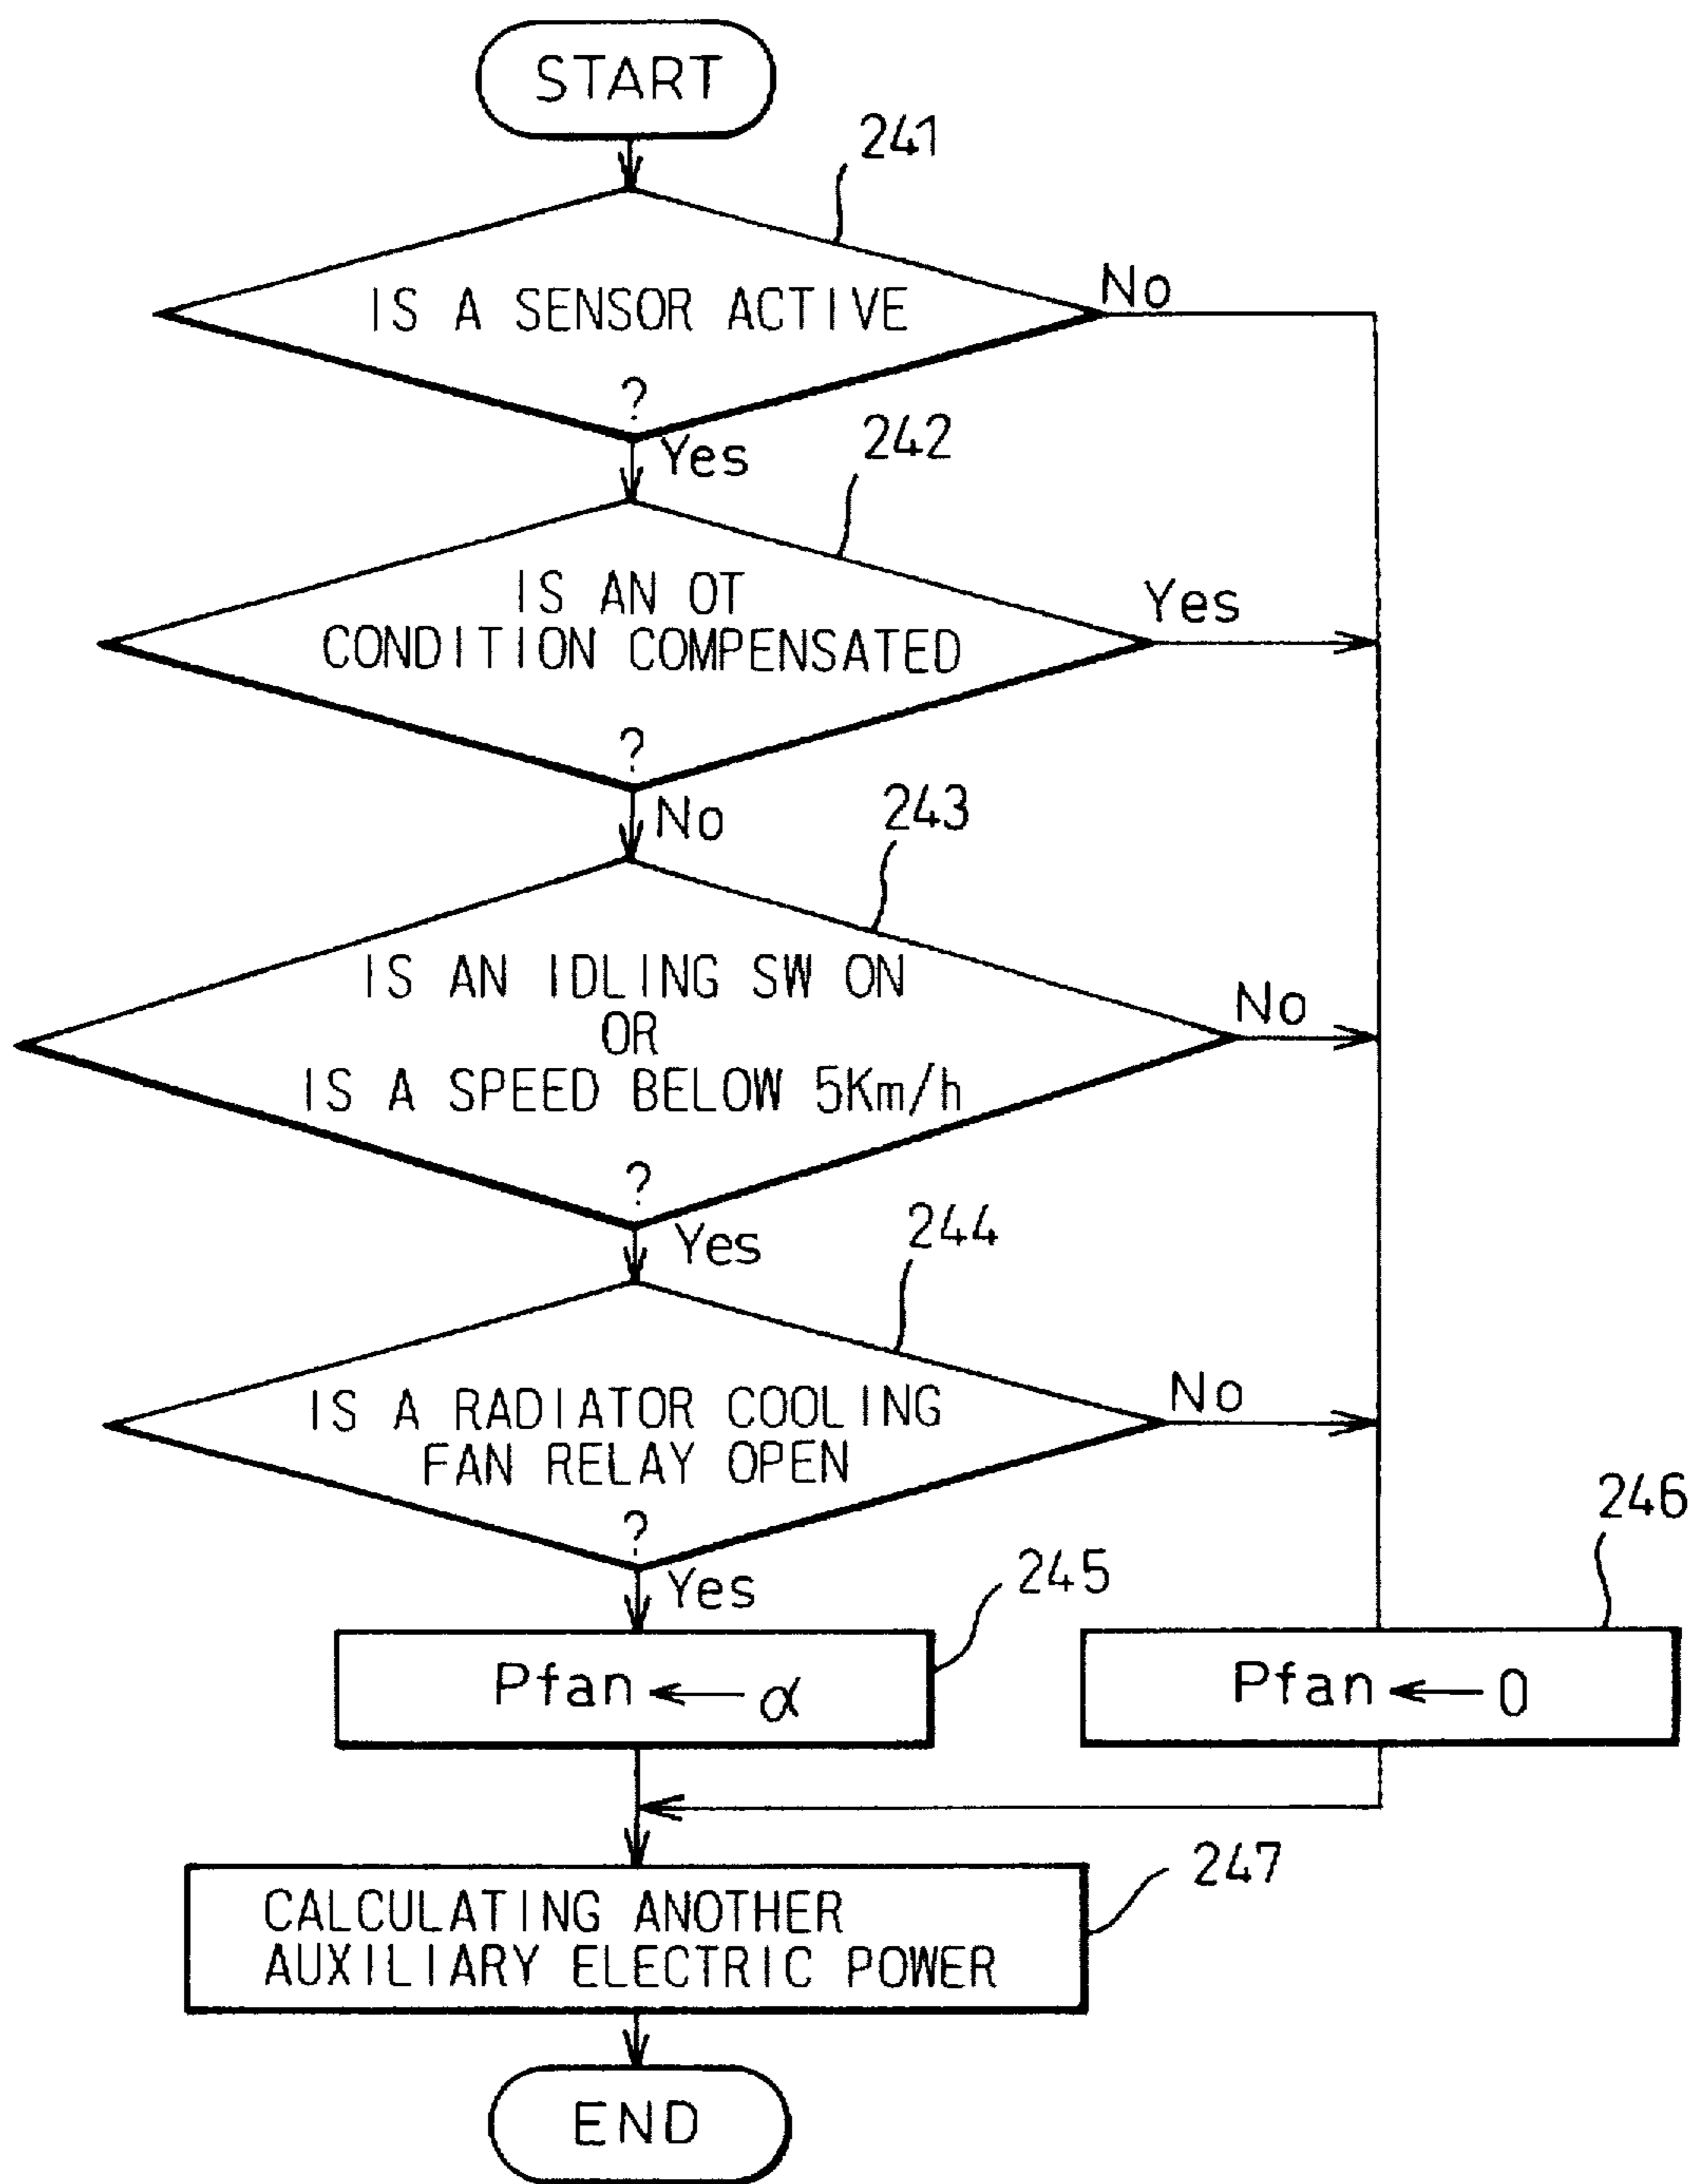 START
241
IS A SENSOR ACTIVE
?
No
Yes
242
IS AN OT
CONDITION COMPENSATED
?
Yes
No
243
IS AN IDLING SW ON
OR
IS A SPEED BELOW 5Km/h
?
No
Yes
244
IS A RADIATOR COOLING
FAN RELAY OPEN
?
No
Yes
245
Pfan ← α
246
Pfan ← 0
247
CALCULATING ANOTHER
AUXILIARY ELECTRIC POWER
END